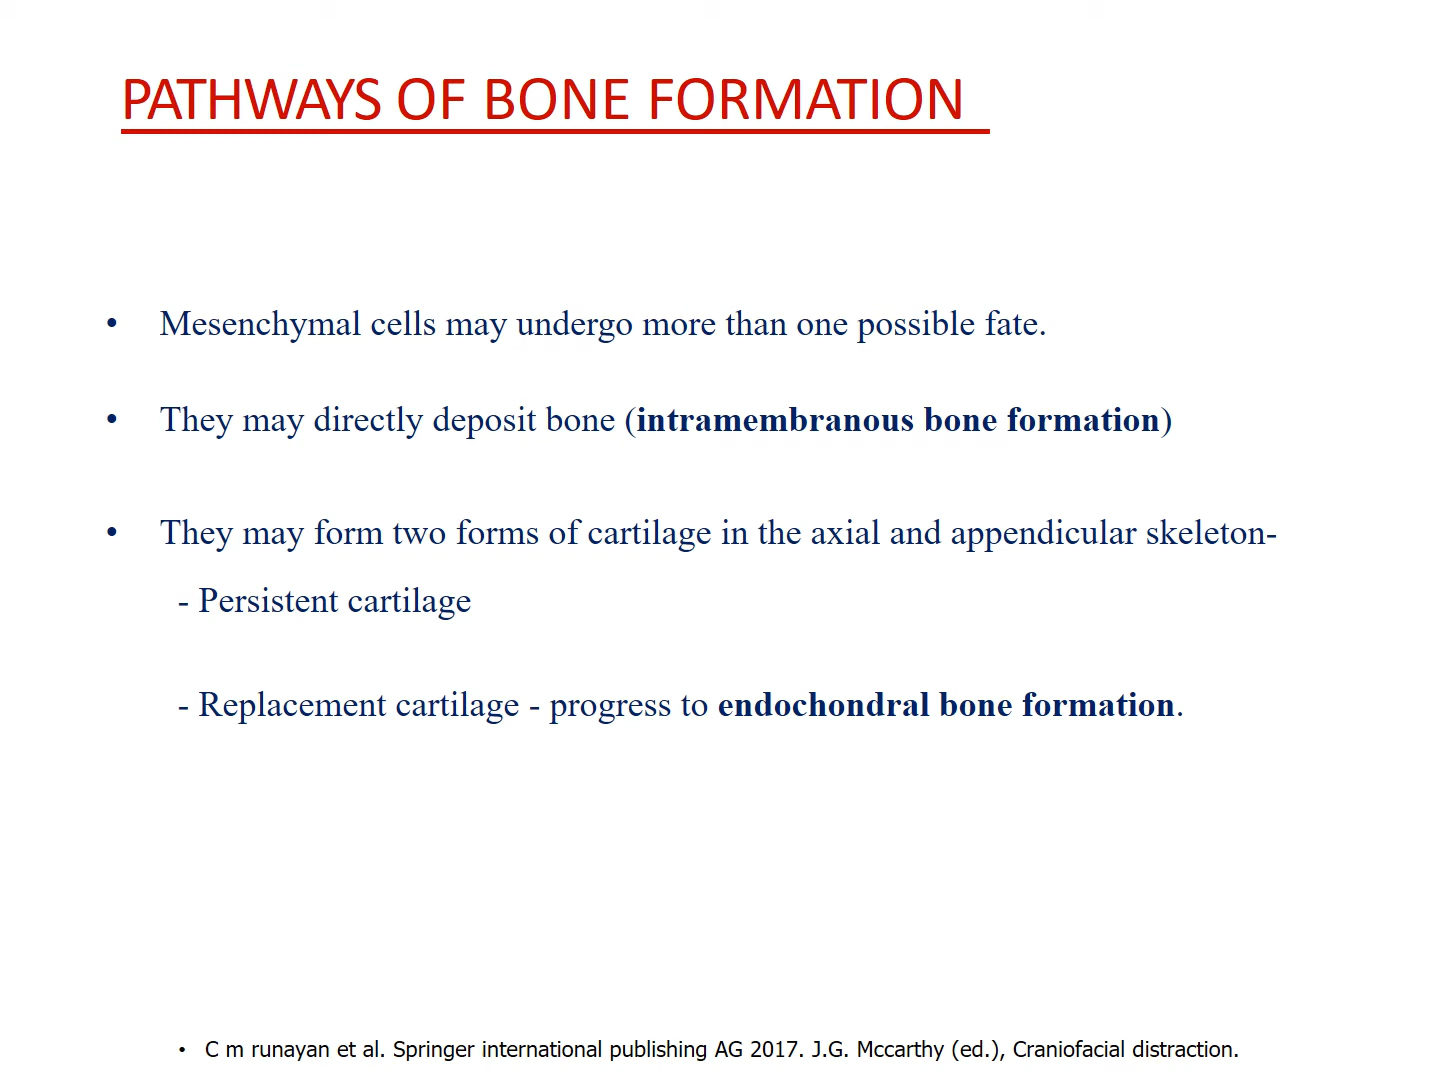 PATHWAYS OF BONE FORMATION
• Mesenchymal cells may undergo more than one possible fate.
• They may directly deposit bone (intramembranous bone formation)
• They may form two forms of cartilage in the axial and appendicular skeleton-
- Persistent cartilage
- Replacement cartilage - progress to endochondral bone formation.
• C m runayan et al. Springer international publishing AG 2017. J.G. Mccarthy (ed.), Craniofacial distraction.